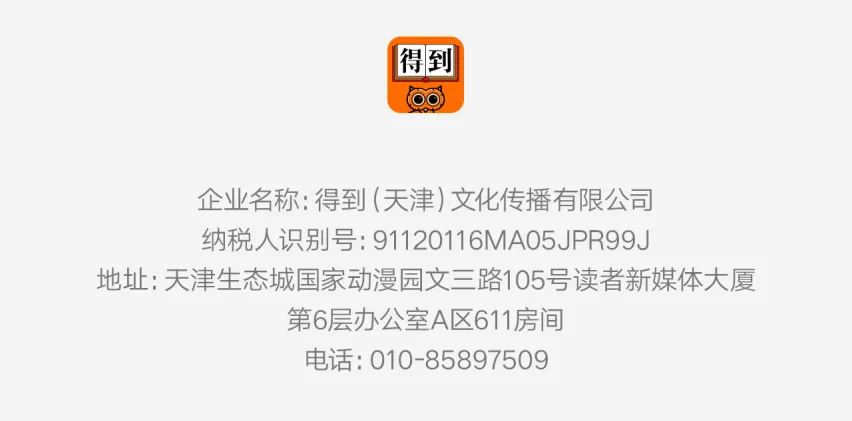 得到
企业名称：得到（天津）文化传播有限公司
纳税人识别号：91120116MA05JPR99J
地址：天津生态城国家动漫园文三路105号读者新媒体大厦
第6层办公室A区611房间
电话：010-85897509